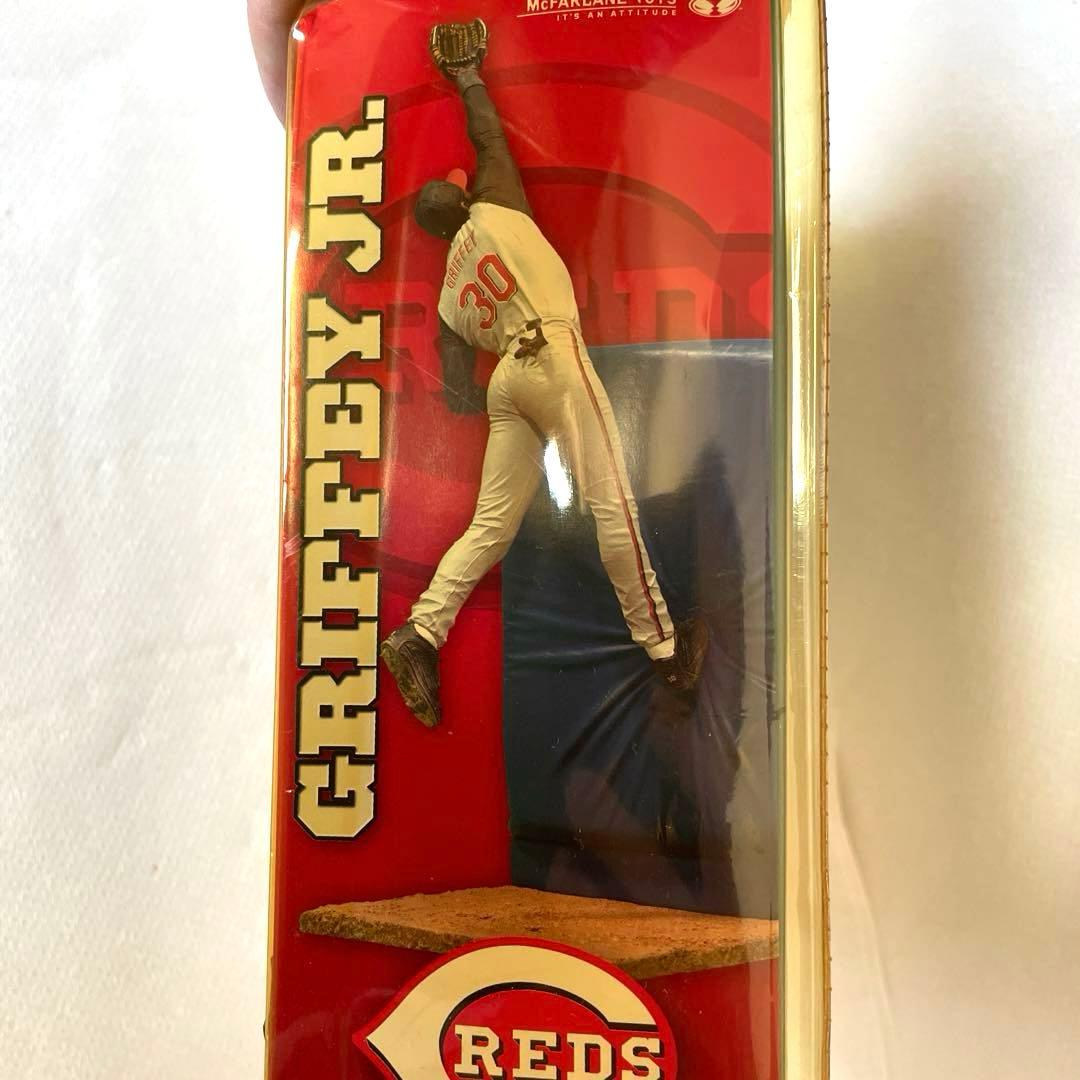 McFARLANE TOYS
IT'S AN ATTITUDE
GRIFFEY JR.
GRIFFEY
30
REDS